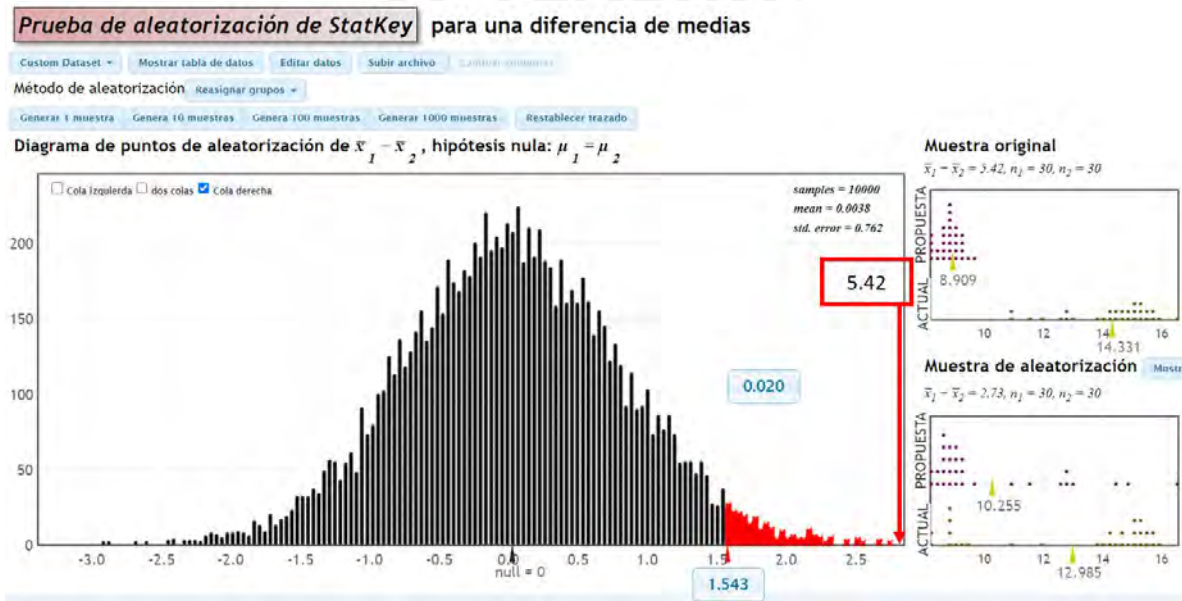 Prueba de aleatorización de StatKey para una diferencia de medias
Custom Dataset Mostrar tabla de datos Editar datos Subir archivo
Método de aleatorización Reasignar grupos
Generar 1 muestra Genera 10 muestras Genera 100 muestras Generar 1000 muestras Restablecer trazado
Diagrama de puntos de aleatorización de x̄1 − x̄2 , hipótesis nula: μ1 = μ2
Cola izquierda dos colas Cola derecha
samples = 10000
mean = 0.0038
std. error = 0.762
200
150
100
50
0
5.42
0.020
-3.0 -2.5 -2.0 -1.5 -1.0 -0.5 0.0 0.5 1.0 1.5 2.0 2.5
null = 0
1.543
Muestra original
x̄1 − x̄2 = 5.42, n1 = 30, n2 = 30
PROPUESTA
8.909
ACTUAL
10 12 14 16
14.331
Muestra de aleatorización
x̄1 − x̄2 = 2.73, n1 = 30, n2 = 30
PROPUESTA
10.255
ACTUAL
10 12 14 16
12.985